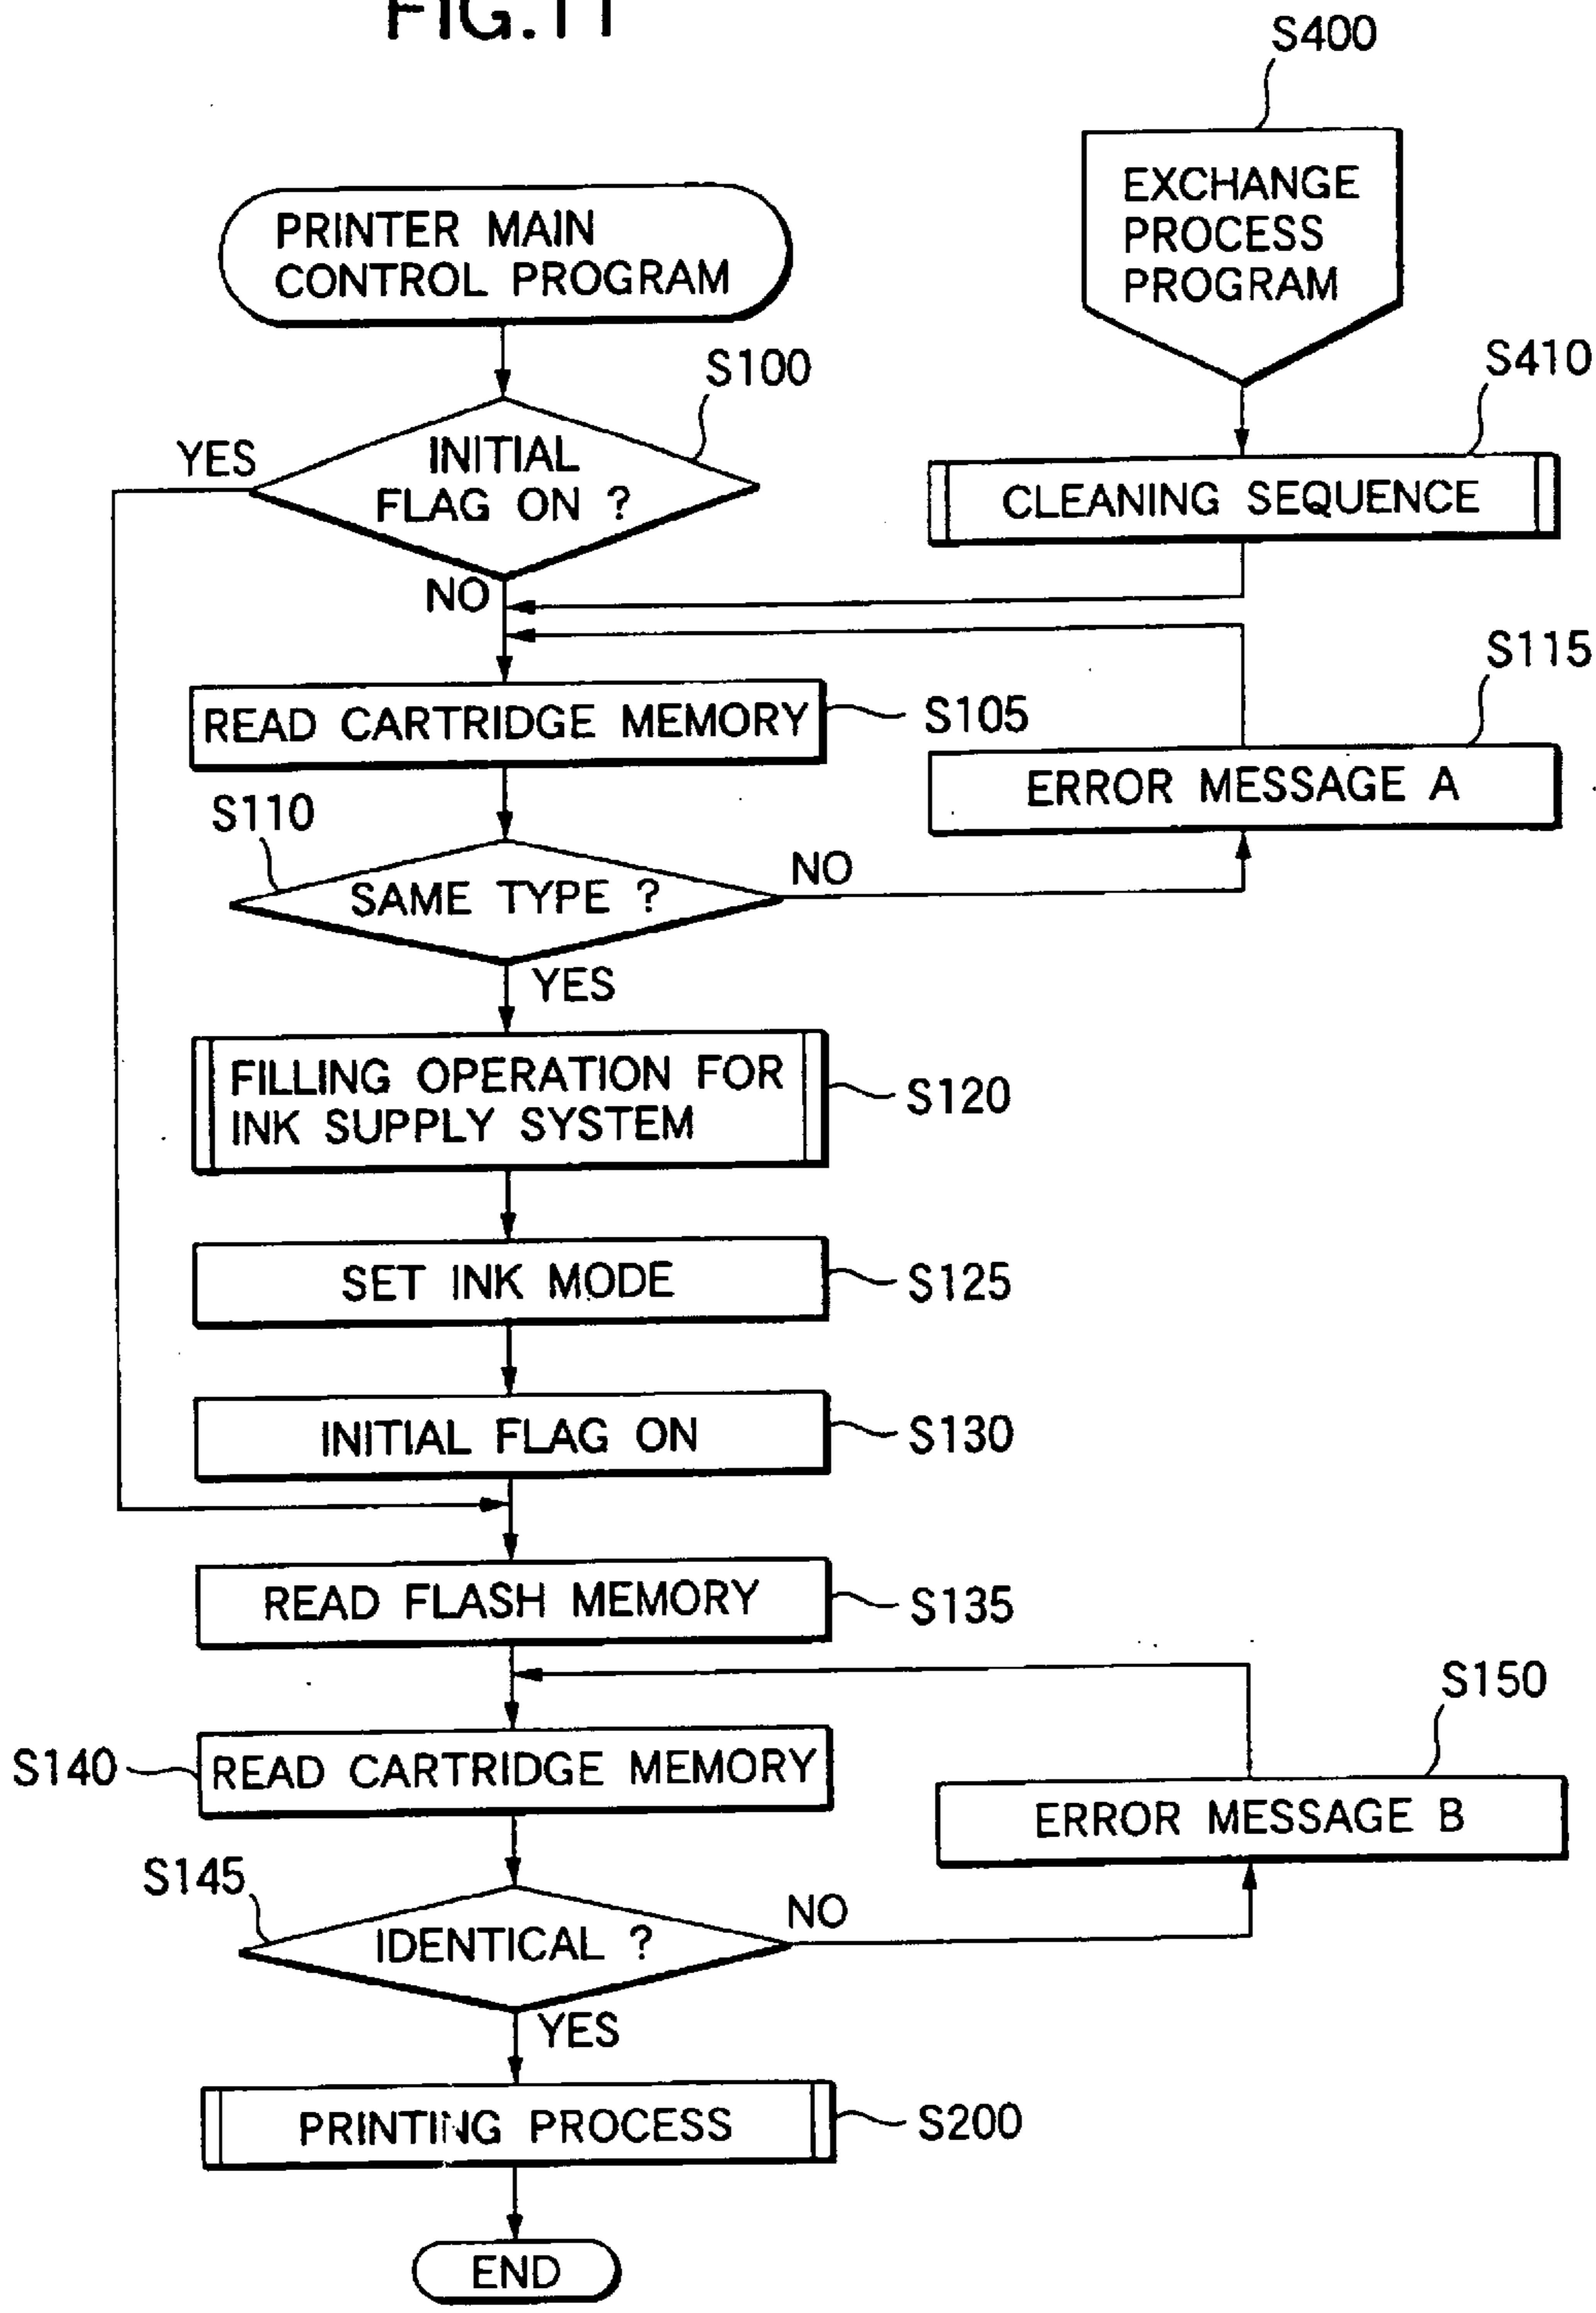 FIG.11
S400
EXCHANGE
PROCESS
PROGRAM
PRINTER MAIN
CONTROL PROGRAM
S100
S410
YES
INITIAL
FLAG ON ?
CLEANING SEQUENCE
NO
S115
READ CARTRIDGE MEMORY
S105
ERROR MESSAGE A
S110
SAME TYPE ?
NO
YES
FILLING OPERATION FOR
INK SUPPLY SYSTEM
S120
SET INK MODE
S125
INITIAL FLAG ON
S130
READ FLASH MEMORY
S135
S150
S140
READ CARTRIDGE MEMORY
ERROR MESSAGE B
S145
IDENTICAL ?
NO
YES
PRINTING PROCESS
S200
END